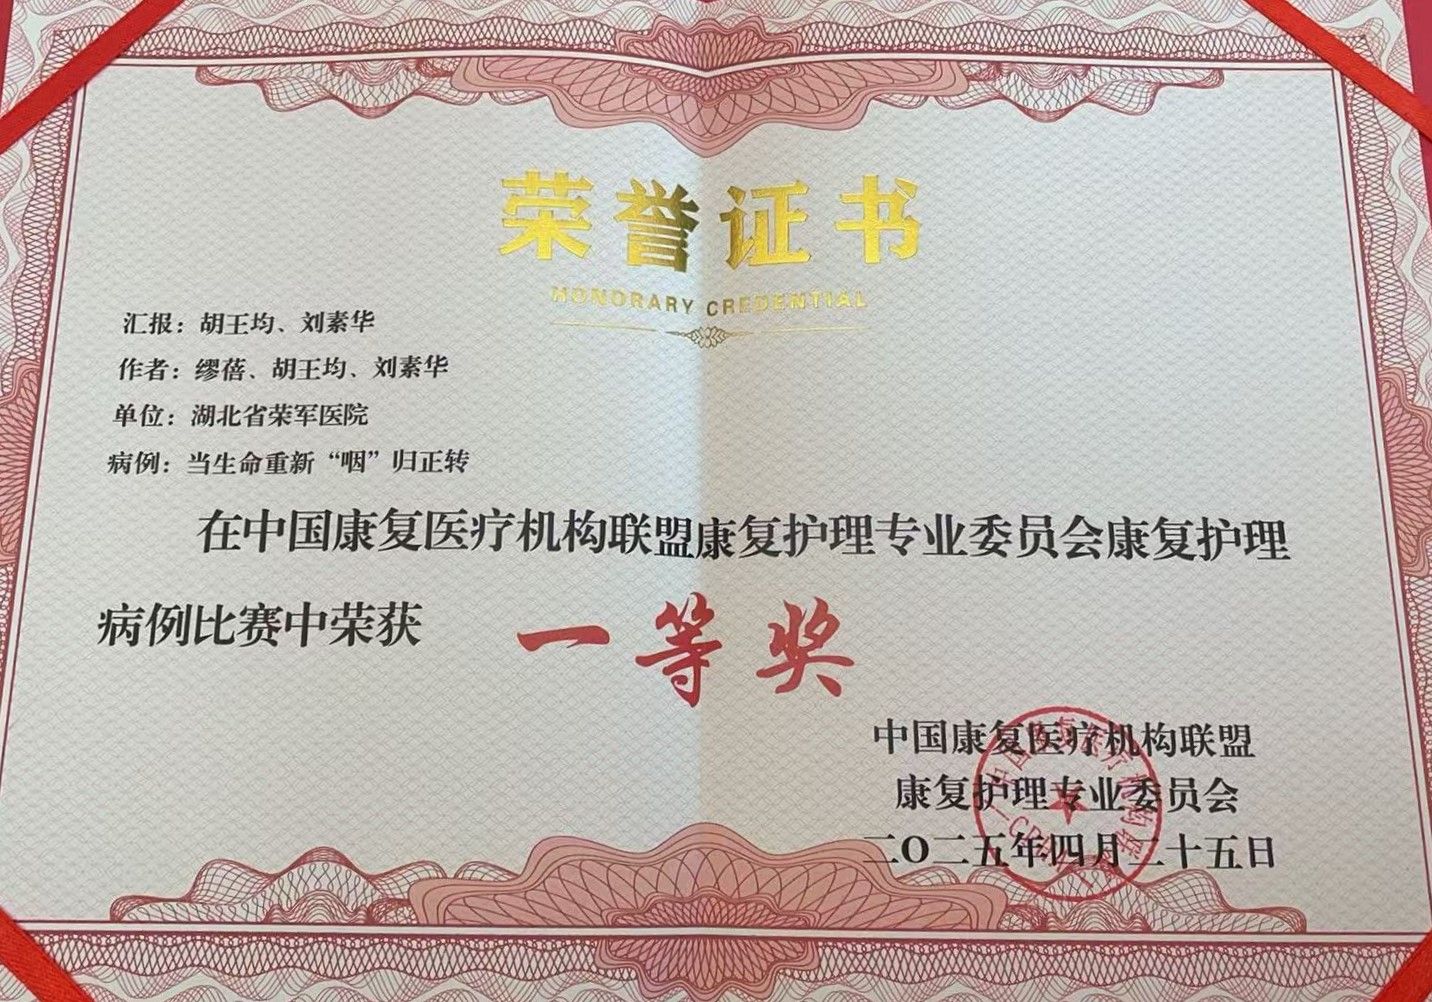 荣誉证书
HONORARY CREDENTIAL
汇报：胡王均、刘素华
作者：缪蓓、胡王均、刘素华
单位：湖北省荣军医院
病例：当生命重新“咽”归正转
在中国康复医疗机构联盟康复护理专业委员会康复护理
病例比赛中荣获
一等奖
中国康复医疗机构联盟
康复护理专业委员会
二〇二五年四月二十五日